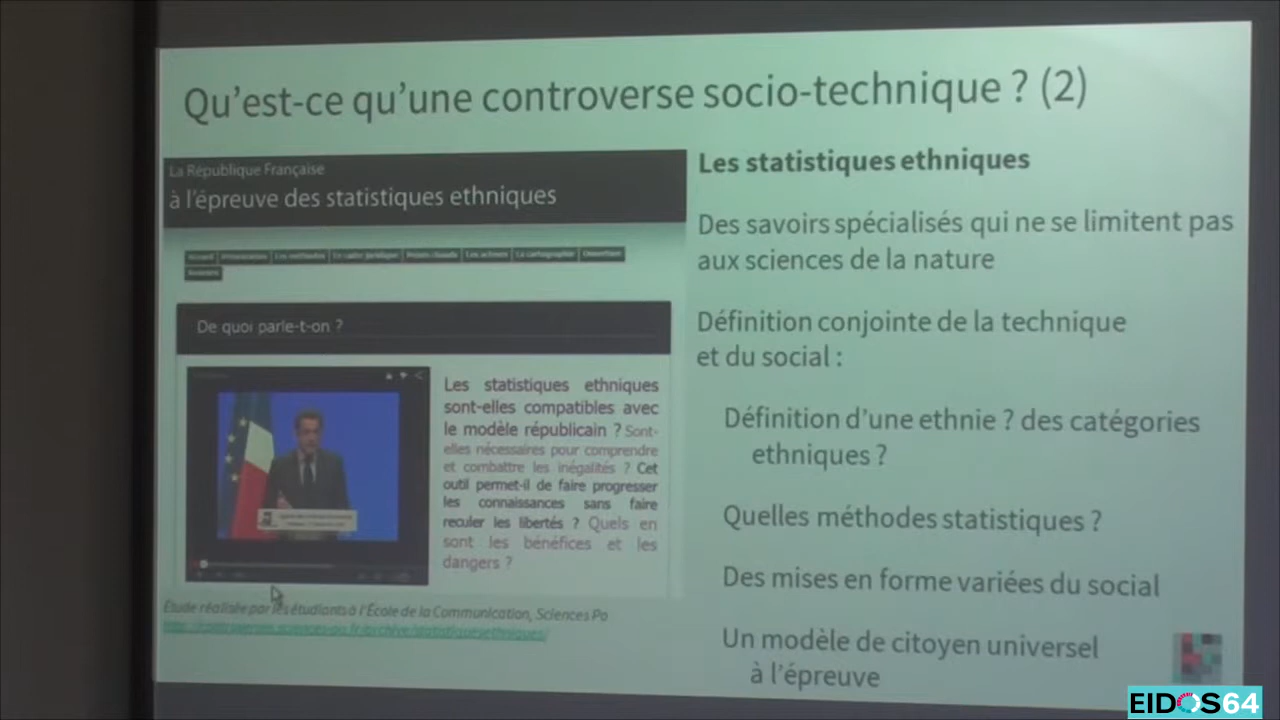 Qu'est-ce qu'une controverse socio-technique ? (2)
La République Française
à l'épreuve des statistiques ethniques
De quoi parle-t-on ?
Les statistiques ethniques
sont-elles compatibles avec
le modèle républicain ? Sont-
elles nécessaires pour comprendre
et combattre les inégalités ? Cet
outil permet-il de faire progresser
les connaissances sans faire
reculer les libertés ? Quels en
sont les bénéfices et les
dangers ?
Étude réalisée par les étudiants à l'École de la Communication, Sciences Po
Les statistiques ethniques
Des savoirs spécialisés qui ne se limitent pas
aux sciences de la nature
Définition conjointe de la technique
et du social :
Définition d'une ethnie ? des catégories
ethniques ?
Quelles méthodes statistiques ?
Des mises en forme variées du social
Un modèle de citoyen universel
à l'épreuve
EIDOS64